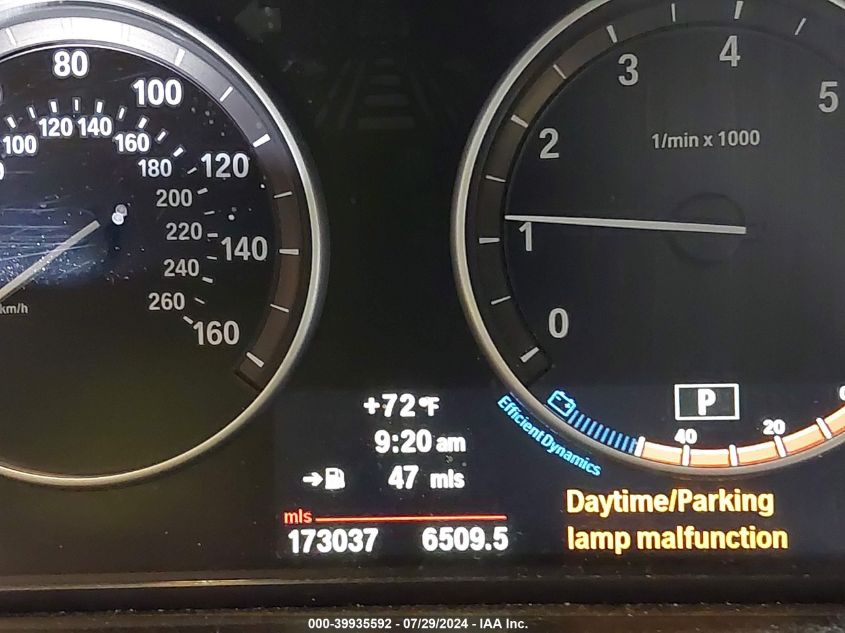 80
100
120
140
160
100
120
140
160
180
200
220
240
260
km/h
0
1
2
3
4
5
1/min x 1000
P
+72°F
9:20 am
47 mls
mls
173037 6509.5
EfficientDynamics
40
20
Daytime/Parking
lamp malfunction
000-39935592 - 07/29/2024 - IAA Inc.